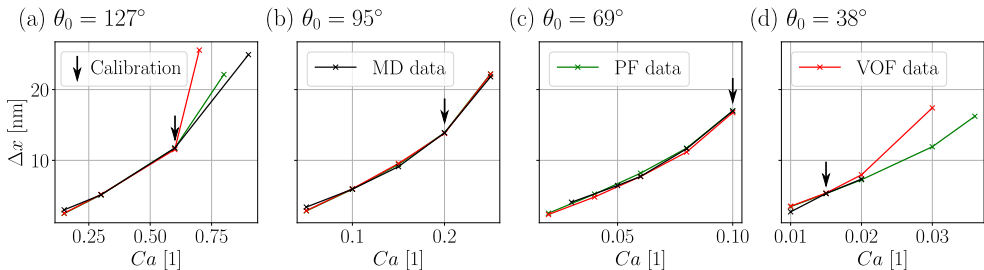 (a) θ₀ = 127° (b) θ₀ = 95° (c) θ₀ = 69° (d) θ₀ = 38°
Calibration MD data PF data VOF data
Δx [nm]
20
10
0.25 0.50 0.75 0.1 0.2 0.05 0.10 0.01 0.02 0.03
Ca [1] Ca [1] Ca [1] Ca [1]